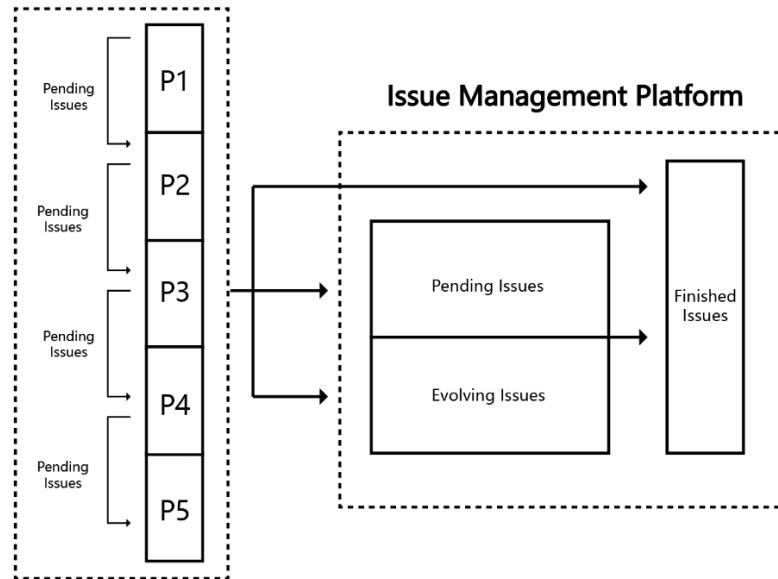 P1
Pending
Issues
P2
Pending
Issues
P3
Pending
Issues
P4
Pending
Issues
P5
Issue Management Platform
Pending Issues
Evolving Issues
Finished
Issues